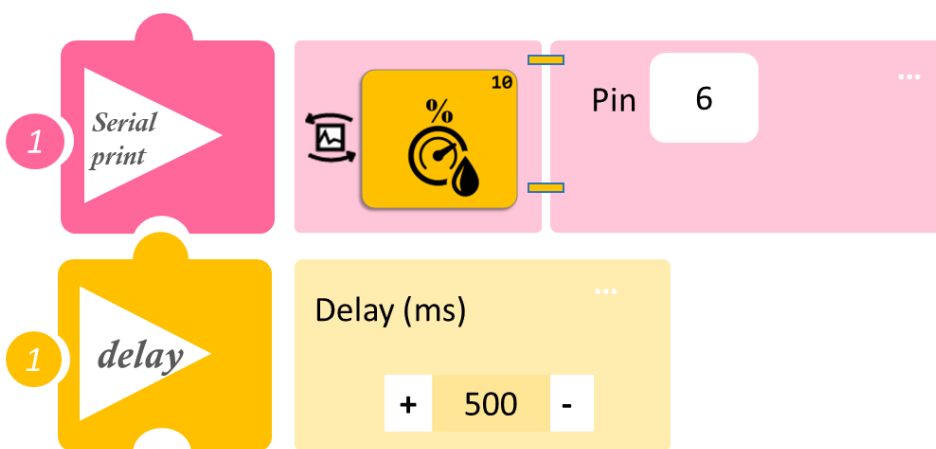 10
%
Pin 6
1
Serial
print
Delay (ms)
1
delay
+ 500 -